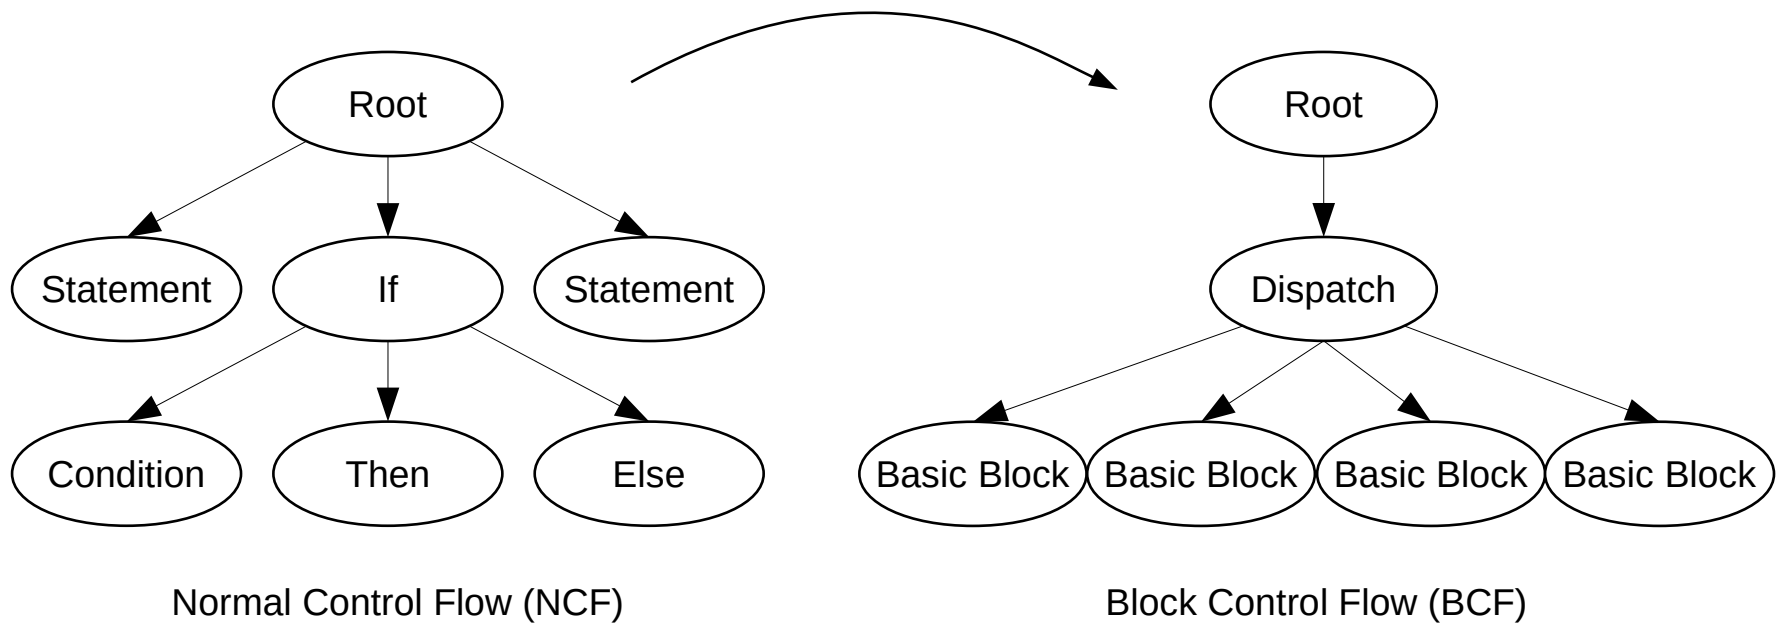 Root
Root
Statement
If
Statement
Dispatch
Condition
Then
Else
Basic Block
Basic Block
Basic Block
Basic Block
Normal Control Flow (NCF)
Block Control Flow (BCF)